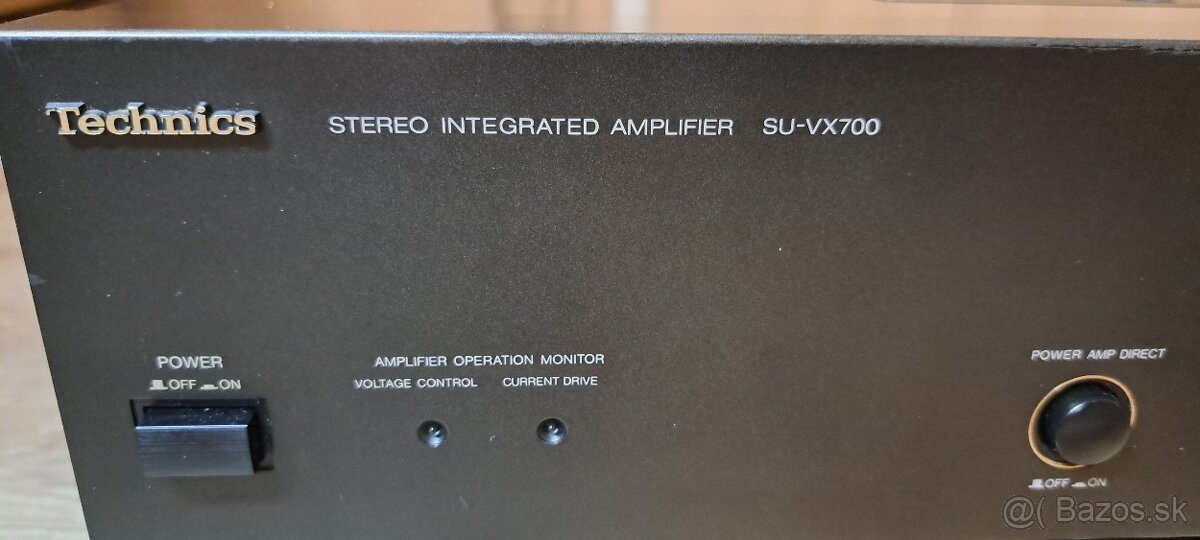 Technics STEREO INTEGRATED AMPLIFIER SU-VX700
POWER
OFF ON
AMPLIFIER OPERATION MONITOR
VOLTAGE CONTROL CURRENT DRIVE
POWER AMP DIRECT
OFF ON
@( Bazos.sk